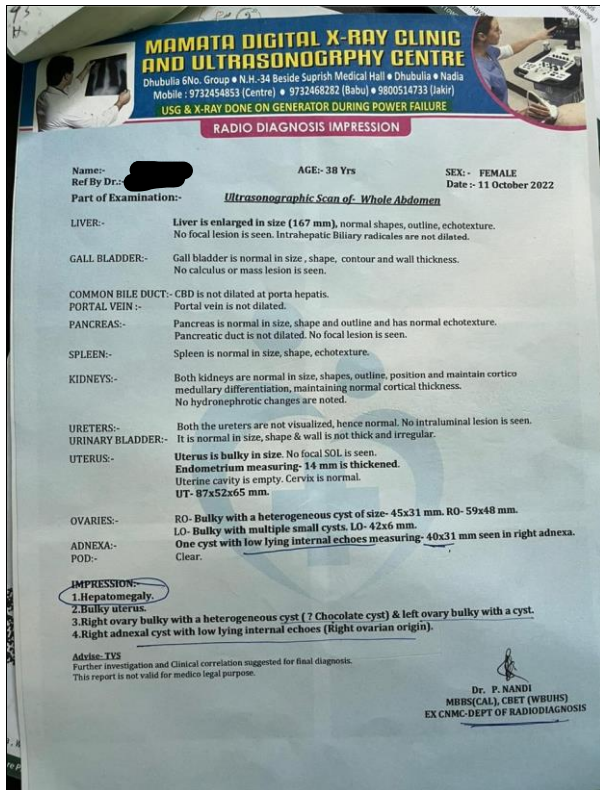 MAMATA DIGITAL X-RAY CLINIC
AND ULTRASONOGRPHY CENTRE
Dhubulia 6No. Group ● N.H.-34 Beside Suprish Medical Hall ● Dhubulia ● Nadia
Mobile : 9732454853 (Centre) ● 9732468282 (Babu) ● 9800514733 (Jakir)
USG & X-RAY DONE ON GENERATOR DURING POWER FAILURE
RADIO DIAGNOSIS IMPRESSION
Name:- AGE:- 38 Yrs SEX: - FEMALE
Ref By Dr.:- Date :- 11 October 2022
Part of Examination:- Ultrasonographic Scan of- Whole Abdomen
LIVER:- Liver is enlarged in size (167 mm), normal shapes, outline, echotexture.
No focal lesion is seen. Intrahepatic Biliary radicales are not dilated.
GALL BLADDER:- Gall bladder is normal in size , shape, contour and wall thickness.
No calculus or mass lesion is seen.
COMMON BILE DUCT:- CBD is not dilated at porta hepatis.
PORTAL VEIN :- Portal vein is not dilated.
PANCREAS:- Pancreas is normal in size, shape and outline and has normal echotexture.
Pancreatic duct is not dilated. No focal lesion is seen.
SPLEEN:- Spleen is normal in size, shape, echotexture.
KIDNEYS:- Both kidneys are normal in size, shapes, outline, position and maintain cortico
medullary differentiation, maintaining normal cortical thickness.
No hydronephrotic changes are noted.
URETERS:- Both the ureters are not visualized, hence normal. No intraluminal lesion is seen.
URINARY BLADDER:- It is normal in size, shape & wall is not thick and irregular.
UTERUS:- Uterus is bulky in size. No focal SOL is seen.
Endometrium measuring- 14 mm is thickened.
Uterine cavity is empty. Cervix is normal.
UT- 87x52x65 mm.
OVARIES:- RO- Bulky with a heterogeneous cyst of size- 45x31 mm. RO- 59x48 mm.
LO- Bulky with multiple small cysts. LO- 42x6 mm.
ADNEXA:- One cyst with low lying internal echoes measuring- 40x31 mm seen in right adnexa.
POD:- Clear.
IMPRESSION:-
1.Hepatomegaly.
2.Bulky uterus.
3.Right ovary bulky with a heterogeneous cyst ( ? Chocolate cyst) & left ovary bulky with a cyst.
4.Right adnexal cyst with low lying internal echoes (Right ovarian origin).
Advise- TVS
Further investigation and Clinical correlation suggested for final diagnosis.
This report is not valid for medico legal purpose.
Dr. P. NANDI
MBBS(CAL), CBET (WBUHS)
EX CNMC-DEPT OF RADIODIAGNOSIS